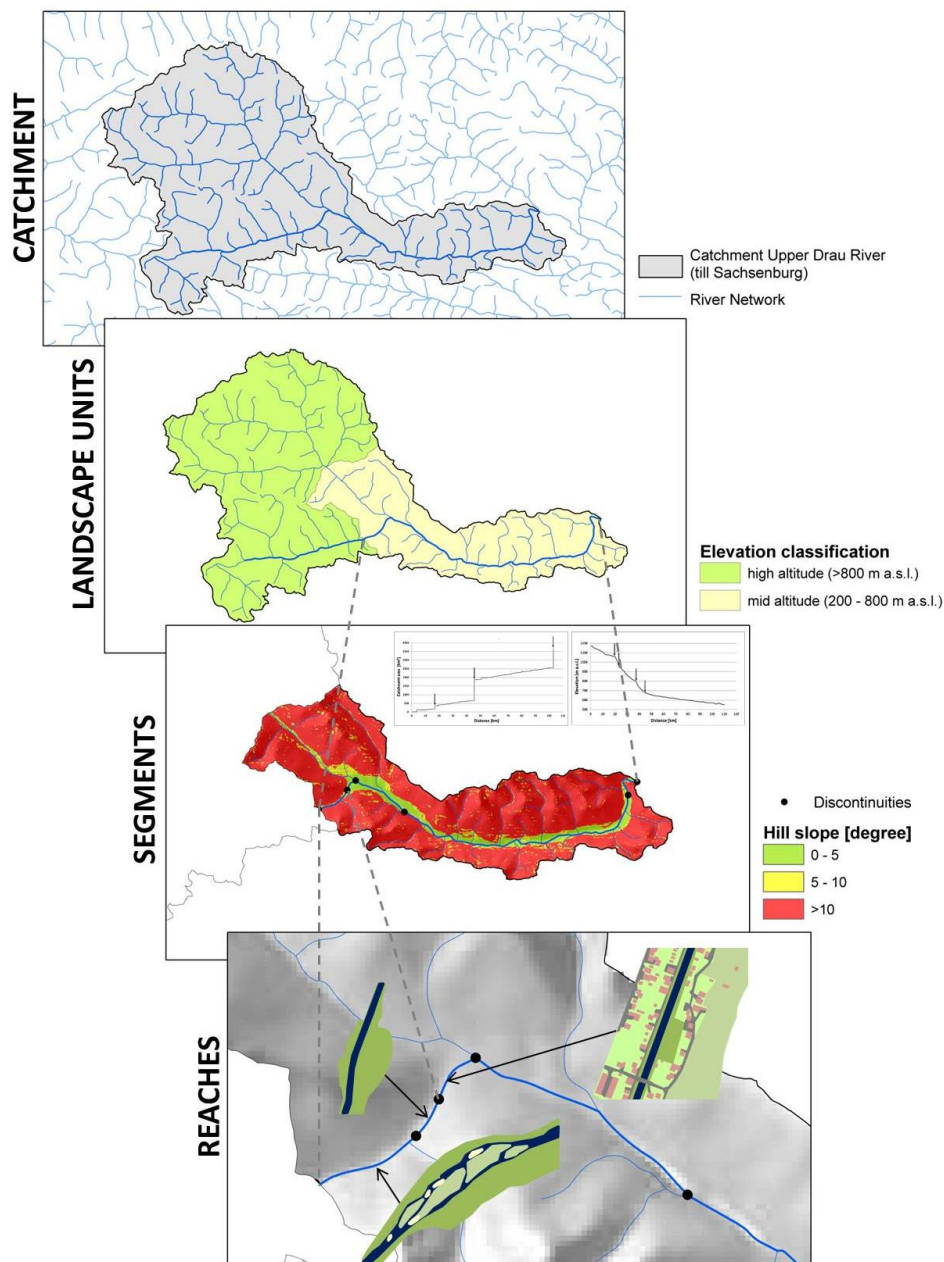 CATCHMENT
Catchment Upper Drau River
(till Sachsenburg)
River Network
LANDSCAPE UNITS
Elevation classification
high altitude (>800 m a.s.l.)
mid altitude (200 - 800 m a.s.l.)
SEGMENTS
Distance [km]
Elevation [m a.s.l.]
Distance [km]
Discontinuities
Hill slope [degree]
0 - 5
5 - 10
>10
REACHES